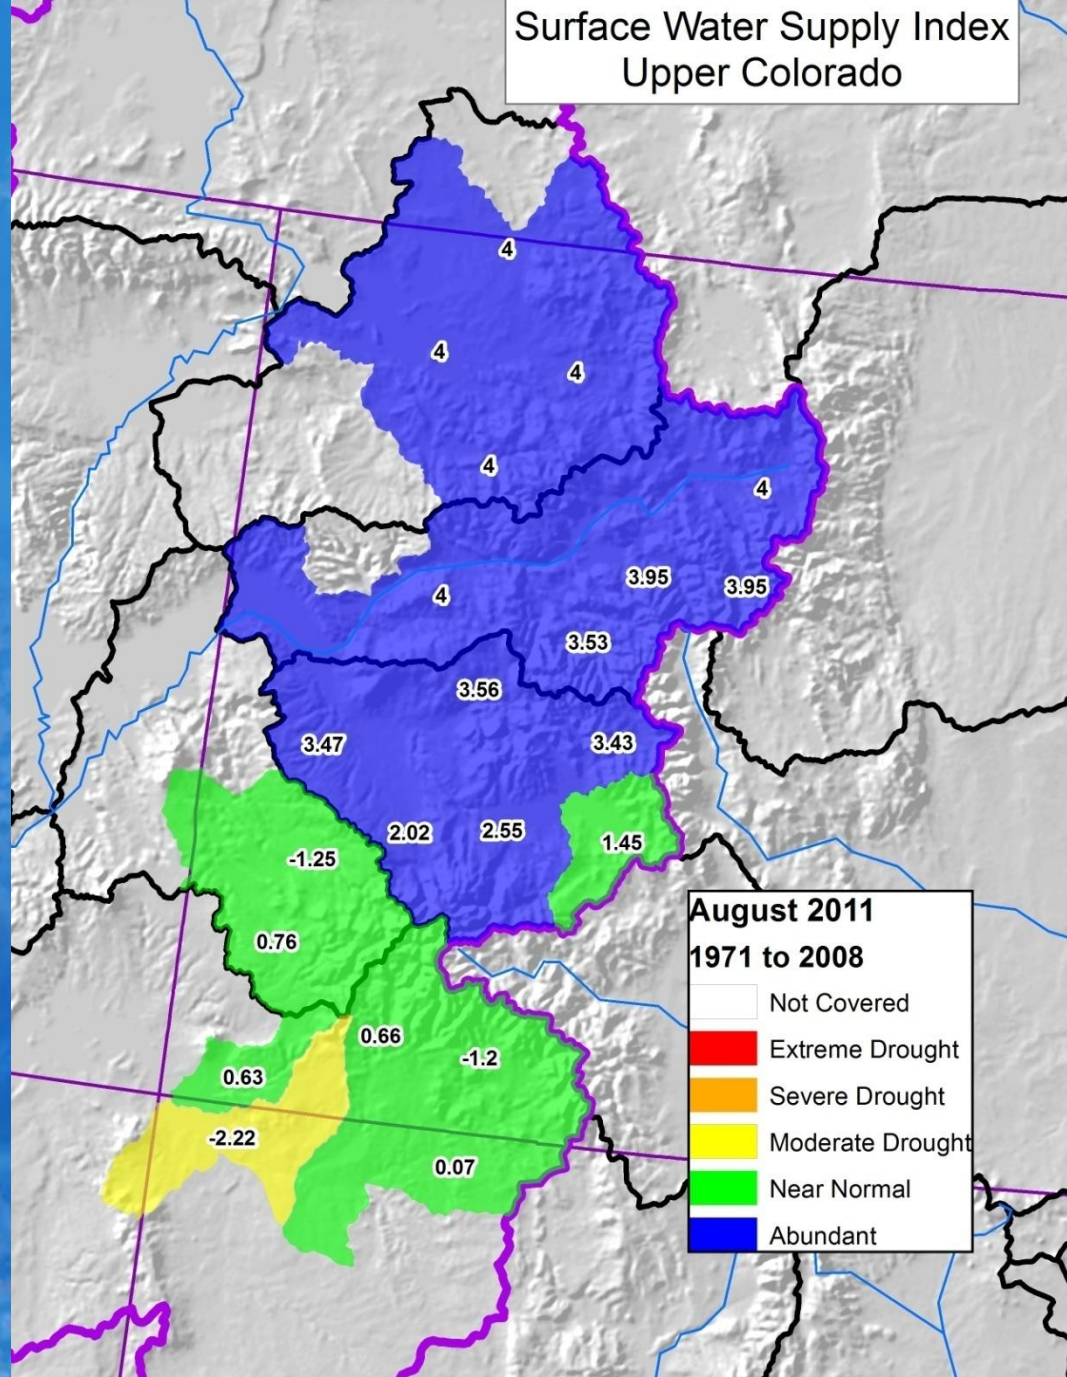 Surface Water Supply Index
Upper Colorado
4
4
4
4
4
4
3.95
3.95
3.53
3.56
3.47
3.43
2.02
2.55
1.45
-1.25
0.76
0.66
-1.2
0.63
-2.22
0.07
August 2011
1971 to 2008
Not Covered
Extreme Drought
Severe Drought
Moderate Drought
Near Normal
Abundant